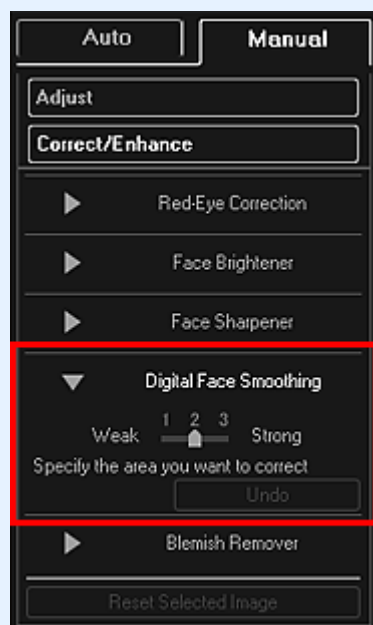 Auto Manual
Adjust
Correct/Enhance
Red-Eye Correction
Face Brightener
Face Sharpener
Digital Face Smoothing
1 2 3
Weak Strong
Specify the area you want to correct
Undo
Blemish Remover
Reset Selected Image